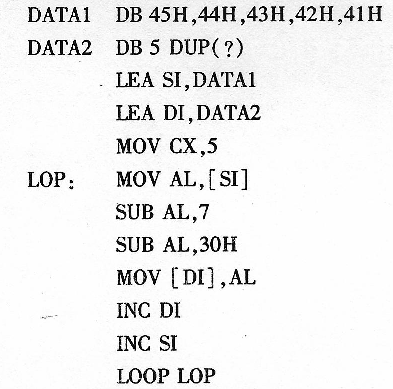 DATA1 DB 45H,44H,43H,42H,41H
DATA2 DB 5 DUP(?)
LEA SI,DATA1
LEA DI,DATA2
MOV CX,5
LOP: MOV AL,[SI]
SUB AL,7
SUB AL,30H
MOV [DI],AL
INC DI
INC SI
LOOP LOP